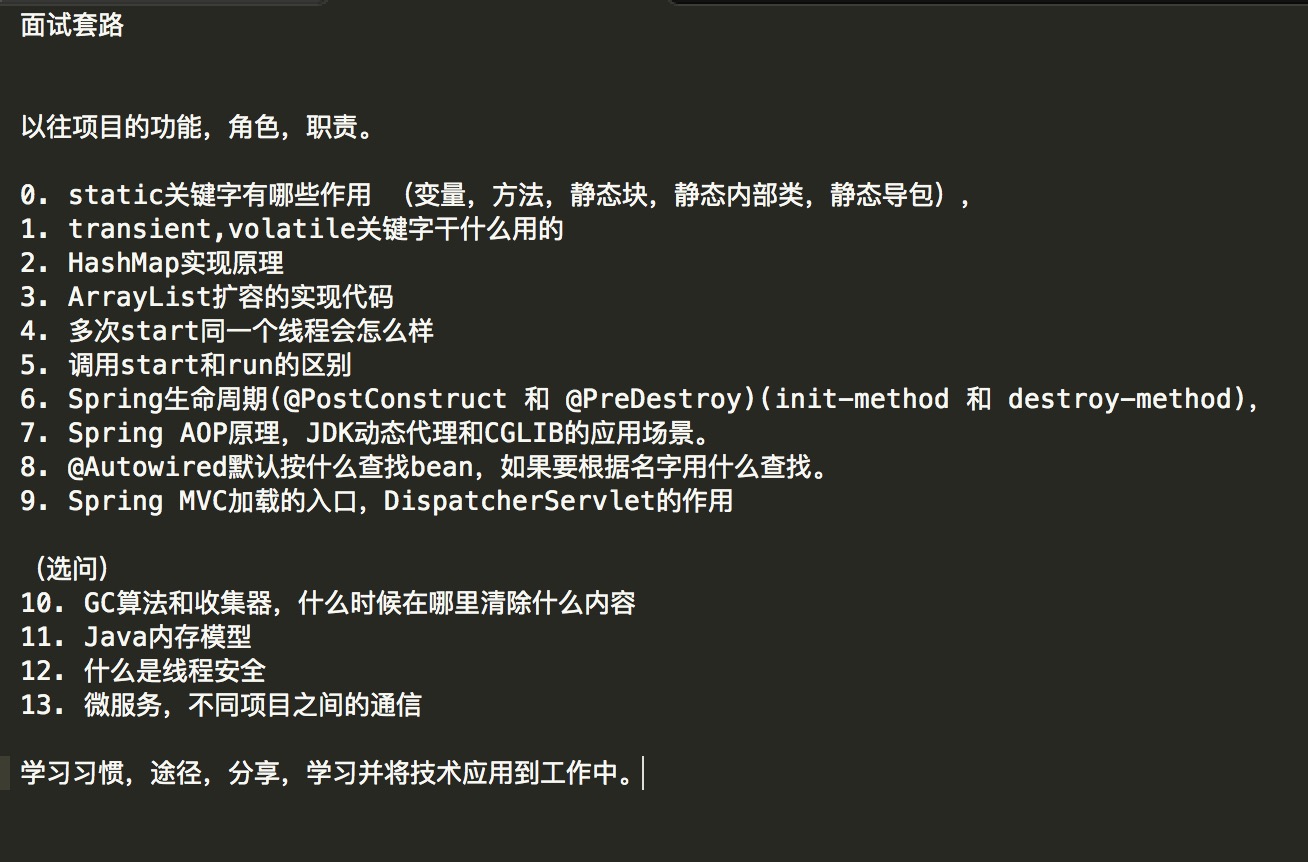 面试套路
以往项目的功能，角色，职责。
0. static关键字有哪些作用 （变量，方法，静态块，静态内部类，静态导包），
1. transient,volatile关键字干什么用的
2. HashMap实现原理
3. ArrayList扩容的实现代码
4. 多次start同一个线程会怎么样
5. 调用start和run的区别
6. Spring生命周期(@PostConstruct 和 @PreDestroy)(init-method 和 destroy-method),
7. Spring AOP原理，JDK动态代理和CGLIB的应用场景。
8. @Autowired默认按什么查找bean，如果要根据名字用什么查找。
9. Spring MVC加载的入口，DispatcherServlet的作用
（选问）
10. GC算法和收集器，什么时候在哪里清除什么内容
11. Java内存模型
12. 什么是线程安全
13. 微服务，不同项目之间的通信
学习习惯，途径，分享，学习并将技术应用到工作中。